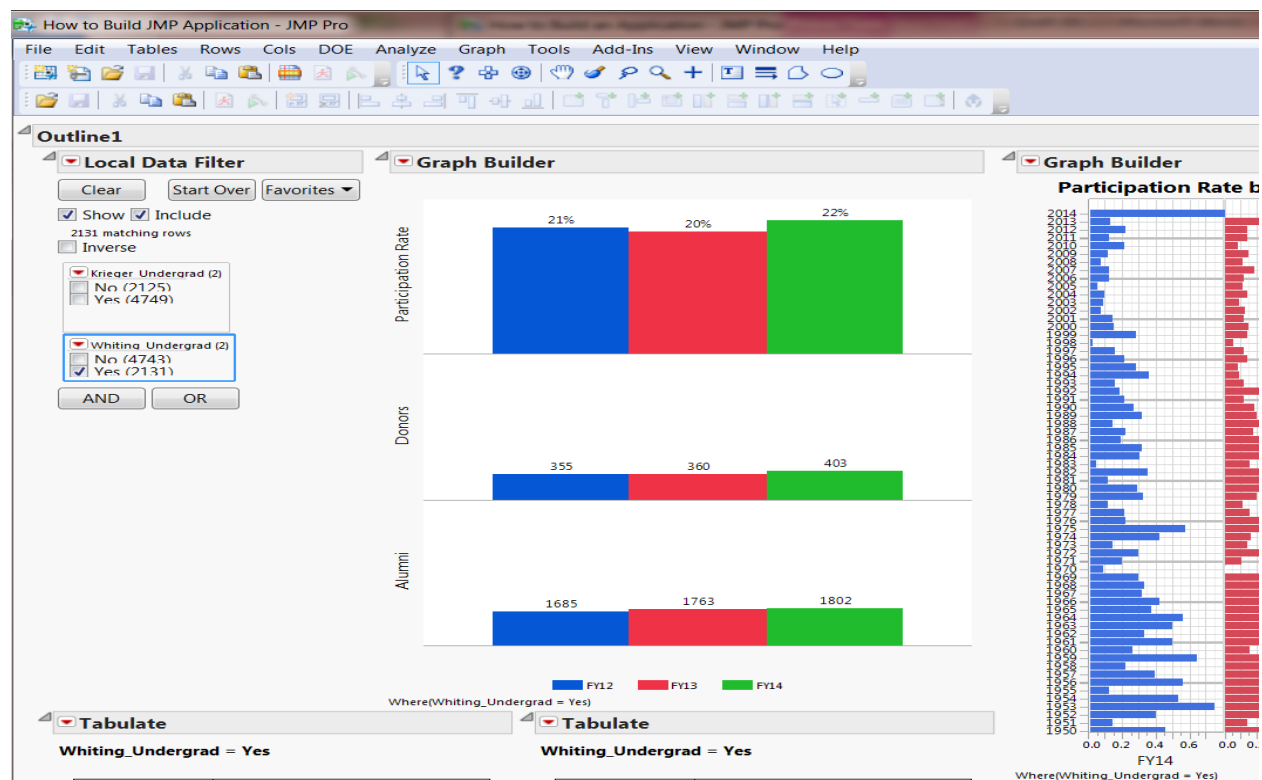 How to Build JMP Application - JMP Pro
File Edit Tables Rows Cols DOE Analyze Graph Tools Add-Ins View Window Help
Outline1
Local Data Filter
Clear Start Over Favorites
Show Include
2131 matching rows
Inverse
Krieger_Undergrad (2)
No (2125)
Yes (4749)
Whiting_Undergrad (2)
No (4743)
Yes (2131)
AND OR
Graph Builder
Participation Rate
21% 20% 22%
Donors
355 360 403
Alumni
1685 1763 1802
FY12 FY13 FY14
Where(Whiting_Undergrad = Yes)
Graph Builder
Participation Rate b
2014
2013
2012
2011
2010
2009
2008
2007
2006
2005
2004
2003
2002
2001
2000
1999
1998
1997
1996
1995
1994
1993
1992
1991
1990
1989
1988
1987
1986
1985
1984
1983
1982
1981
1980
1979
1978
1977
1976
1975
1974
1973
1972
1971
1970
1969
1968
1967
1966
1965
1964
1963
1962
1961
1960
1959
1958
1957
1956
1955
1954
1953
1952
1951
1950
0.0 0.2 0.4 0.6 0.0 0.
FY14
Where(Whiting_Undergrad = Yes)
Tabulate
Whiting_Undergrad = Yes
Tabulate
Whiting_Undergrad = Yes